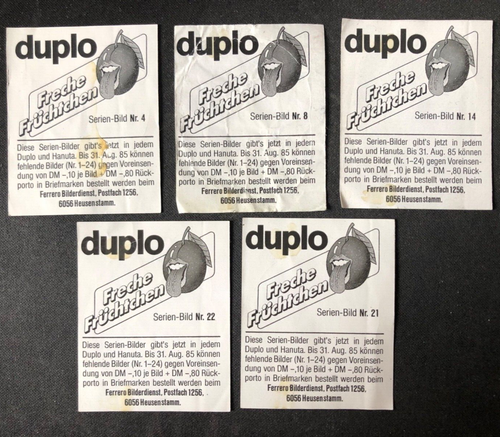 duplo
Freche
Früchtchen
Serien-Bild Nr. 4
Diese Serien-Bilder gibt's jetzt in jedem
Duplo und Hanuta. Bis 31. Aug. 85 können
fehlende Bilder (Nr. 1–24) gegen Voreinsen-
dung von DM –,10 je Bild + DM –,80 Rück-
porto in Briefmarken bestellt werden beim
Ferrero Bilderdienst, Postfach 1256,
6056 Heusenstamm.
duplo
Freche
Früchtchen
Serien-Bild Nr. 8
Diese Serien-Bilder gibt's jetzt in jedem
Duplo und Hanuta. Bis 31. Aug. 85 können
fehlende Bilder (Nr. 1–24) gegen Voreinsen-
dung von DM –,10 je Bild + DM –,80 Rück-
porto in Briefmarken bestellt werden beim
Ferrero Bilderdienst, Postfach 1256,
6056 Heusenstamm.
duplo
Freche
Früchtchen
Serien-Bild Nr. 14
Diese Serien-Bilder gibt's jetzt in jedem
Duplo und Hanuta. Bis 31. Aug. 85 können
fehlende Bilder (Nr. 1–24) gegen Voreinsen-
dung von DM –,10 je Bild + DM –,80 Rück-
porto in Briefmarken bestellt werden beim
Ferrero Bilderdienst, Postfach 1256,
6056 Heusenstamm.
duplo
Freche
Früchtchen
Serien-Bild Nr. 22
Diese Serien-Bilder gibt's jetzt in jedem
Duplo und Hanuta. Bis 31. Aug. 85 können
fehlende Bilder (Nr. 1–24) gegen Voreinsen-
dung von DM –,10 je Bild + DM –,80 Rück-
porto in Briefmarken bestellt werden beim
Ferrero Bilderdienst, Postfach 1256,
6056 Heusenstamm.
duplo
Freche
Früchtchen
Serien-Bild Nr. 21
Diese Serien-Bilder gibt's jetzt in jedem
Duplo und Hanuta. Bis 31. Aug. 85 können
fehlende Bilder (Nr. 1–24) gegen Voreinsen-
dung von DM –,10 je Bild + DM –,80 Rück-
porto in Briefmarken bestellt werden beim
Ferrero Bilderdienst, Postfach 1256,
6056 Heusenstamm.